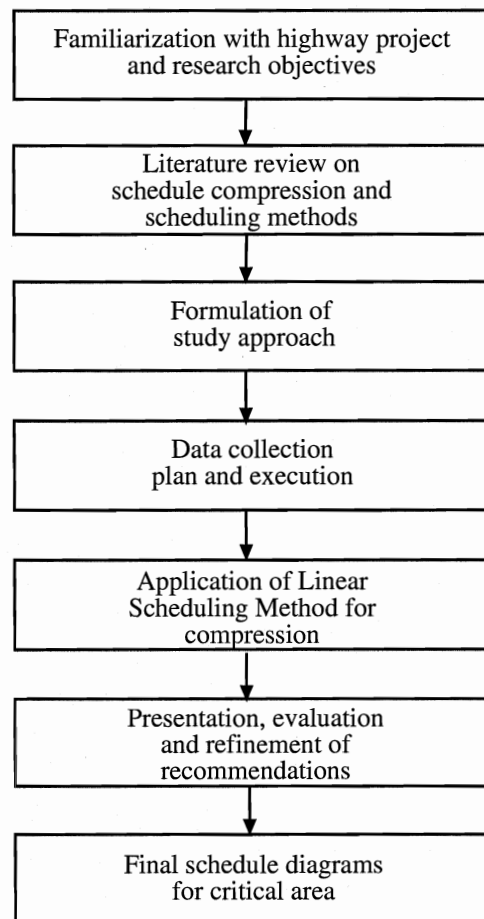 Familiarization with highway project
and research objectives
Literature review on
schedule compression and
scheduling methods
Formulation of
study approach
Data collection
plan and execution
Application of Linear
Scheduling Method for
compression
Presentation, evaluation
and refinement of
recommendations
Final schedule diagrams
for critical area